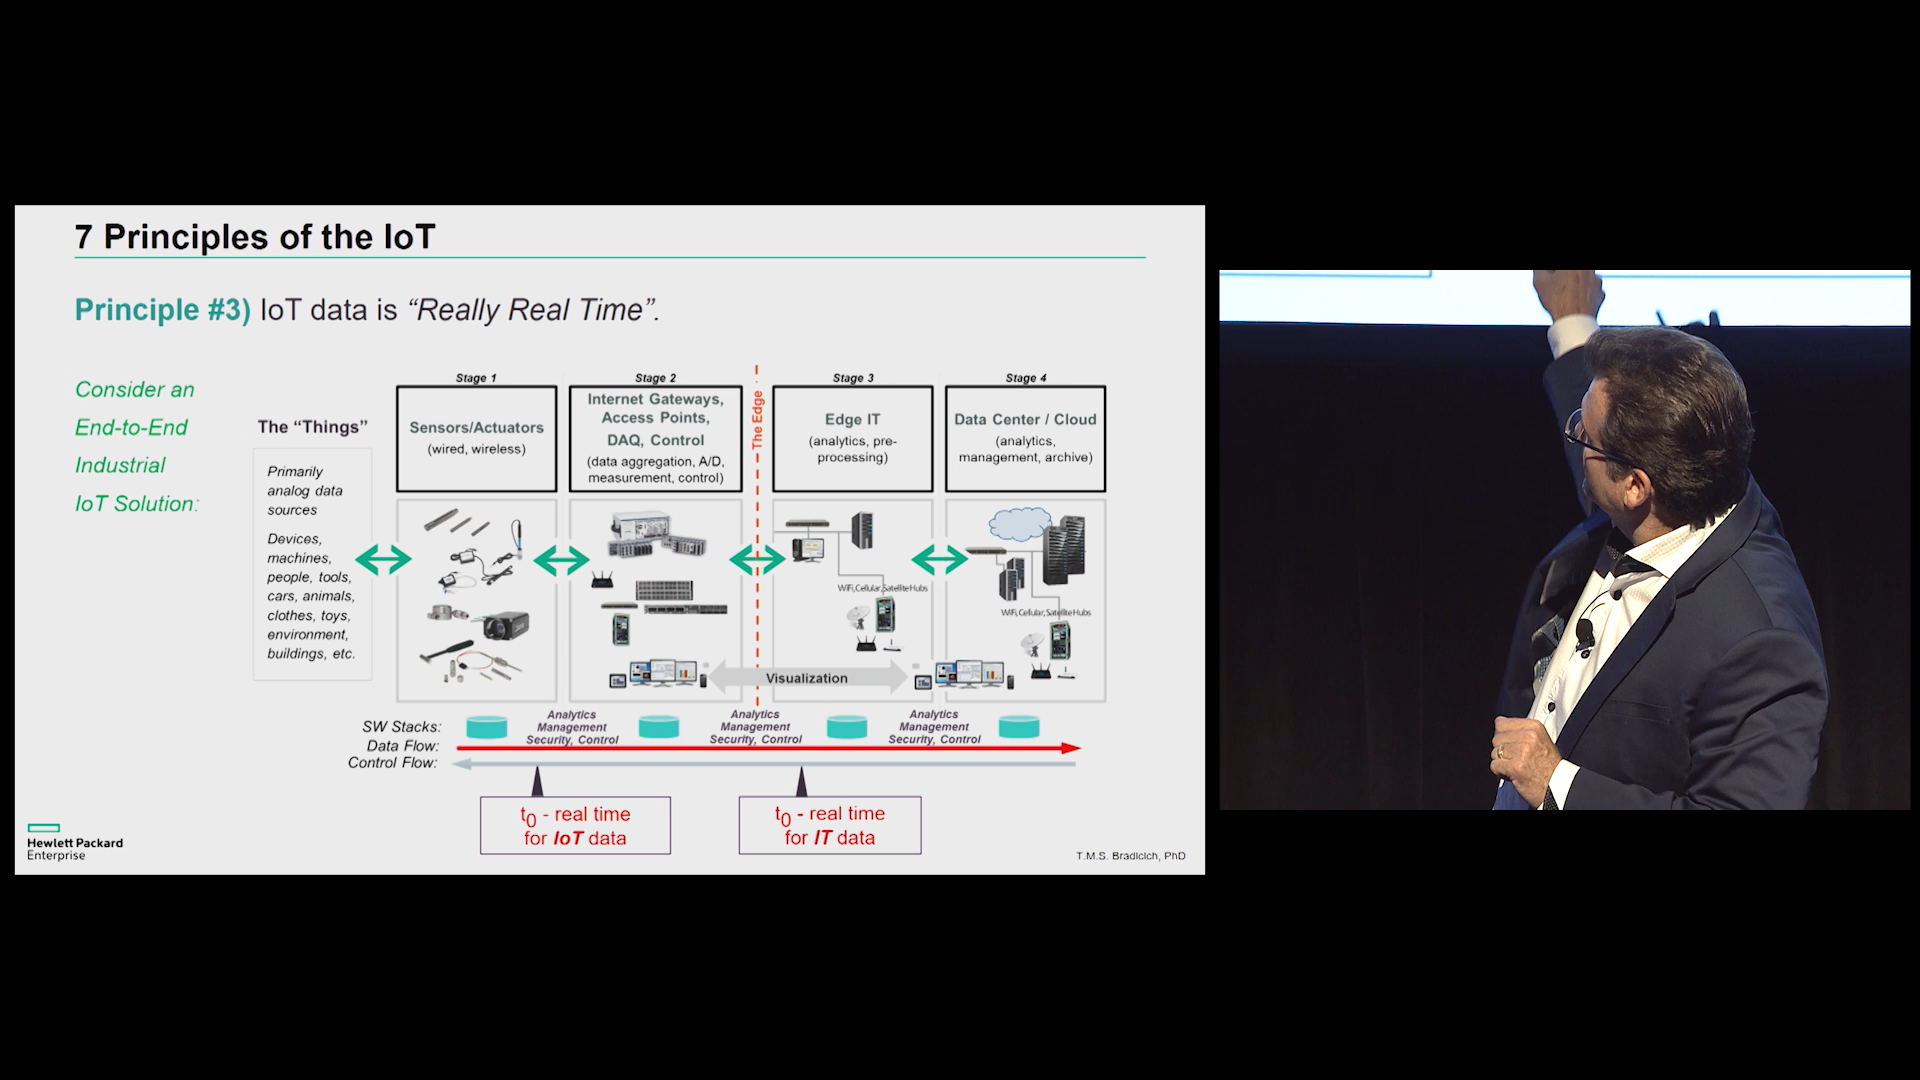 7 Principles of the IoT
Principle #3) IoT data is “Really Real Time”.
Consider an
End-to-End
Industrial
IoT Solution:
The “Things”
Primarily
analog data
sources
Devices,
machines,
people, tools,
cars, animals,
clothes, toys,
environment,
buildings, etc.
Stage 1
Sensors/Actuators
(wired, wireless)
Stage 2
Internet Gateways,
Access Points,
DAQ, Control
(data aggregation, A/D,
measurement, control)
The Edge
Stage 3
Edge IT
(analytics, pre-
processing)
Stage 4
Data Center / Cloud
(analytics,
management, archive)
WiFi, Cellular, Satellite Hubs
WiFi, Cellular, Satellite Hubs
Visualization
SW Stacks:
Analytics
Management
Security, Control
Analytics
Management
Security, Control
Analytics
Management
Security, Control
Data Flow:
Control Flow:
t0 - real time
for IoT data
t0 - real time
for IT data
Hewlett Packard
Enterprise
T.M.S. Bradicich, PhD